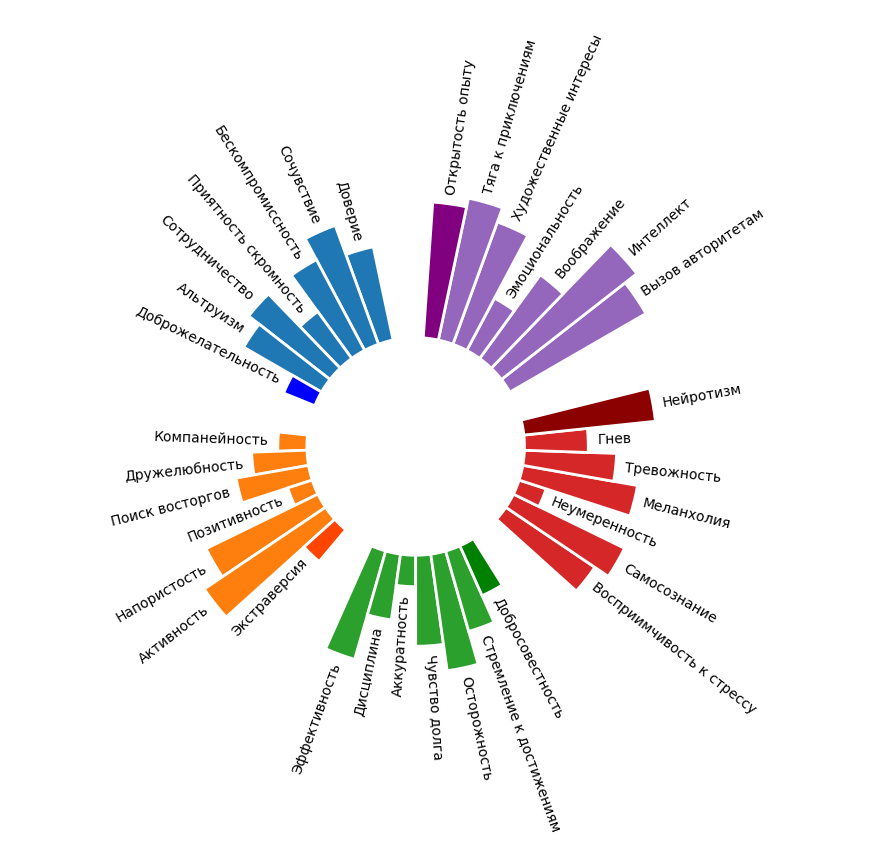 Открытость опыту
Тяга к приключениям
Художественные интересы
Эмоциональность
Воображение
Интеллект
Вызов авторитетам
Нейротизм
Гнев
Тревожность
Меланхолия
Неумеренность
Самосознание
Восприимчивость к стрессу
Добросовестность
Стремление к достижениям
Осторожность
Чувство долга
Аккуратность
Дисциплина
Эффективность
Экстраверсия
Активность
Напористость
Позитивность
Поиск восторгов
Дружелюбность
Компанейность
Доброжелательность
Альтруизм
Сотрудничество
Приятность скромность
Бескомпромиссность
Сочувствие
Доверие